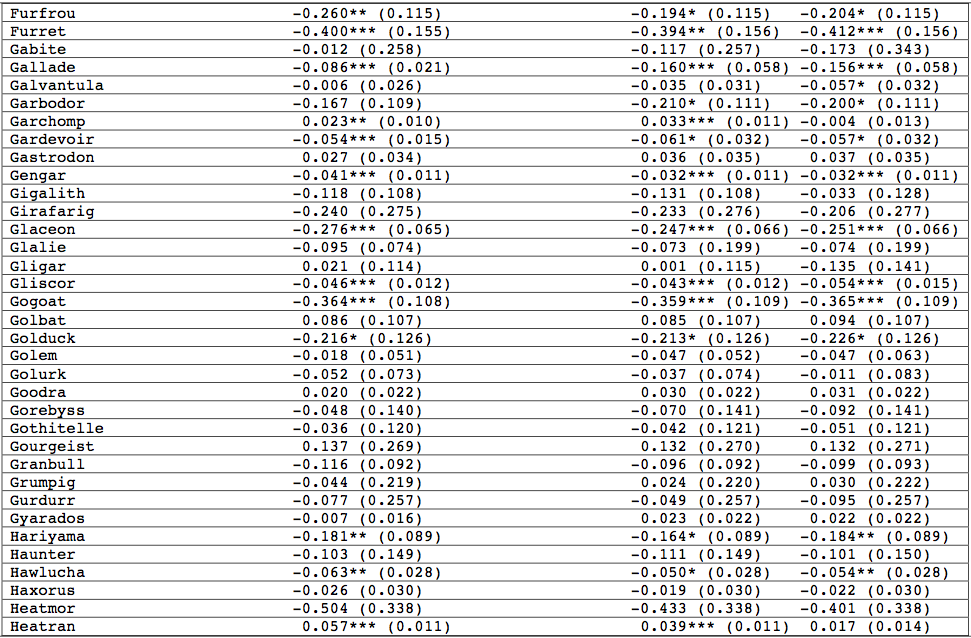 Furfrou -0.260** (0.115) -0.194* (0.115) -0.204* (0.115)
Furret -0.400*** (0.155) -0.394** (0.156) -0.412*** (0.156)
Gabite -0.012 (0.258) -0.117 (0.257) -0.173 (0.343)
Gallade -0.086*** (0.021) -0.160*** (0.058) -0.156*** (0.058)
Galvantula -0.006 (0.026) -0.035 (0.031) -0.057* (0.032)
Garbodor -0.167 (0.109) -0.210* (0.111) -0.200* (0.111)
Garchomp 0.023** (0.010) 0.033*** (0.011) -0.004 (0.013)
Gardevoir -0.054*** (0.015) -0.061* (0.032) -0.057* (0.032)
Gastrodon 0.027 (0.034) 0.036 (0.035) 0.037 (0.035)
Gengar -0.041*** (0.011) -0.032*** (0.011) -0.032*** (0.011)
Gigalith -0.118 (0.108) -0.131 (0.108) -0.033 (0.128)
Girafarig -0.240 (0.275) -0.233 (0.276) -0.206 (0.277)
Glaceon -0.276*** (0.065) -0.247*** (0.066) -0.251*** (0.066)
Glalie -0.095 (0.074) -0.073 (0.199) -0.074 (0.199)
Gligar 0.021 (0.114) 0.001 (0.115) -0.135 (0.141)
Gliscor -0.046*** (0.012) -0.043*** (0.012) -0.054*** (0.015)
Gogoat -0.364*** (0.108) -0.359*** (0.109) -0.365*** (0.109)
Golbat 0.086 (0.107) 0.085 (0.107) 0.094 (0.107)
Golduck -0.216* (0.126) -0.213* (0.126) -0.226* (0.126)
Golem -0.018 (0.051) -0.047 (0.052) -0.047 (0.063)
Golurk -0.052 (0.073) -0.037 (0.074) -0.011 (0.083)
Goodra 0.020 (0.022) 0.030 (0.022) 0.031 (0.022)
Gorebyss -0.048 (0.140) -0.070 (0.141) -0.092 (0.141)
Gothitelle -0.036 (0.120) -0.042 (0.121) -0.051 (0.121)
Gourgeist 0.137 (0.269) 0.132 (0.270) 0.132 (0.271)
Granbull -0.116 (0.092) -0.096 (0.092) -0.099 (0.093)
Grumpig -0.044 (0.219) 0.024 (0.220) 0.030 (0.222)
Gurdurr -0.077 (0.257) -0.049 (0.257) -0.095 (0.257)
Gyarados -0.007 (0.016) 0.023 (0.022) 0.022 (0.022)
Hariyama -0.181** (0.089) -0.164* (0.089) -0.184** (0.089)
Haunter -0.103 (0.149) -0.111 (0.149) -0.101 (0.150)
Hawlucha -0.063** (0.028) -0.050* (0.028) -0.054** (0.028)
Haxorus -0.026 (0.030) -0.019 (0.030) -0.022 (0.030)
Heatmor -0.504 (0.338) -0.433 (0.338) -0.401 (0.338)
Heatran 0.057*** (0.011) 0.039*** (0.011) 0.017 (0.014)